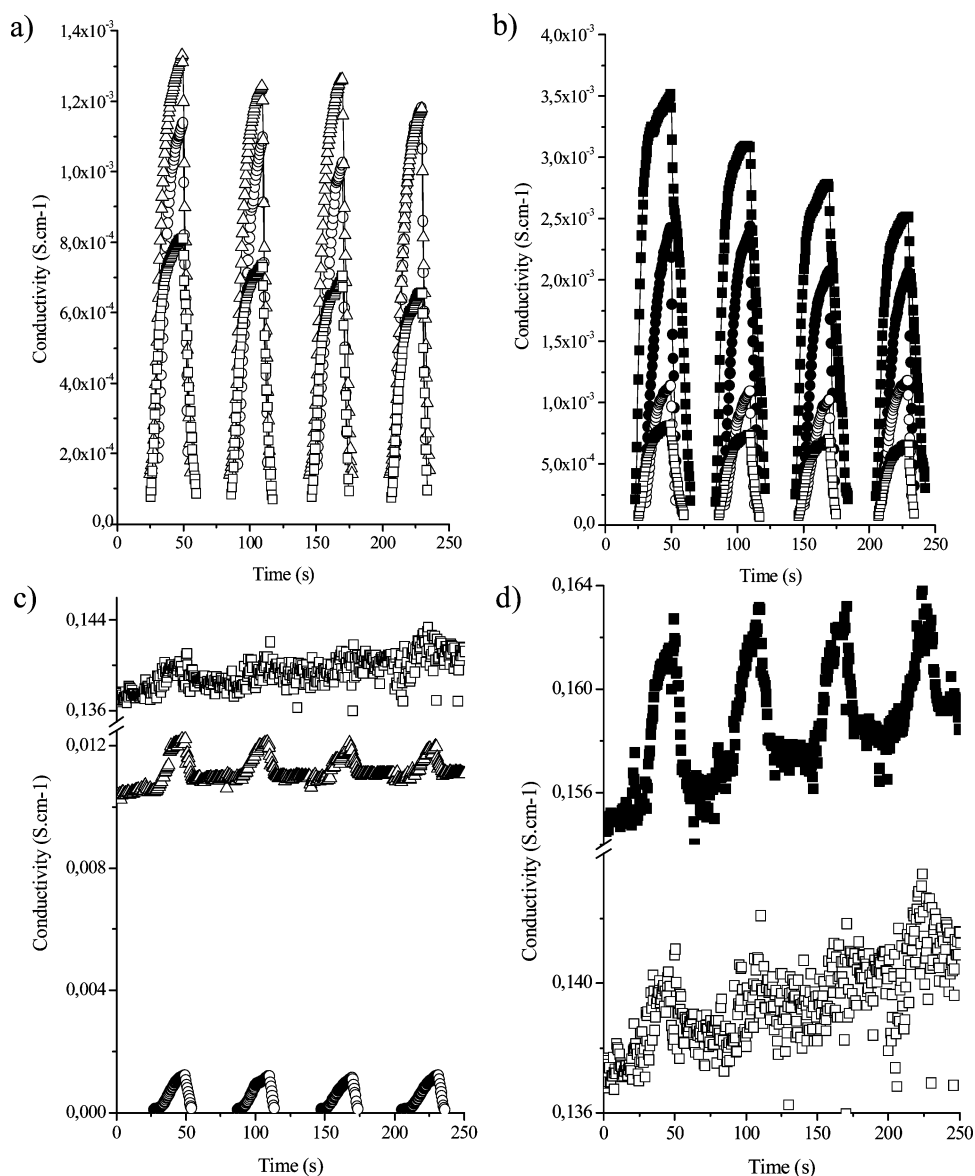 a)
1,4x10-3
1,2x10-3
1,0x10-3
8,0x10-4
6,0x10-4
4,0x10-4
2,0x10-4
0,0
Conductivity (S.cm-1)
0 50 100 150 200 250
Time (s)
b)
4,0x10-3
3,5x10-3
3,0x10-3
2,5x10-3
2,0x10-3
1,5x10-3
1,0x10-3
5,0x10-4
0,0
Conductivity (S.cm-1)
0 50 100 150 200 250
Time (s)
c)
0,144
0,136
0,012
0,008
0,004
0,000
Conductivity (S.cm-1)
0 50 100 150 200 250
Time (s)
d)
0,164
0,160
0,156
0,140
0,136
Conductivity (S.cm-1)
0 50 100 150 200 250
Time (s)